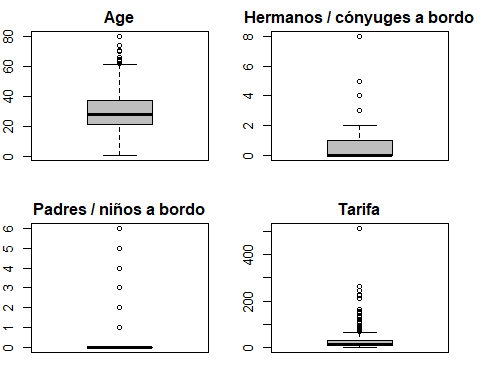 Age
0 20 40 60 80
Hermanos / cónyuges a bordo
0 2 4 6 8
Padres / niños a bordo
0 1 2 3 4 5 6
Tarifa
0 200 400